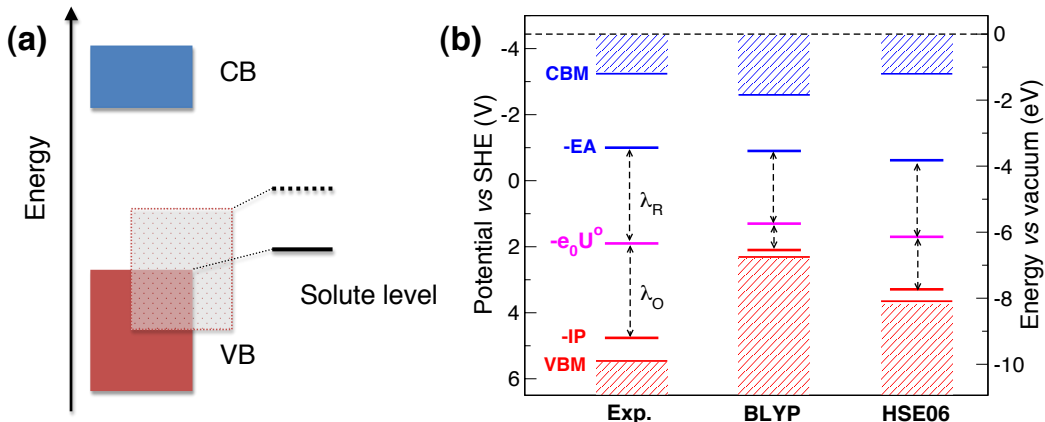 (a)
CB
Energy
Solute level
VB
(b)
Potential vs SHE (V)
-4
-2
0
2
4
6
CBM
-EA
λR
-e₀U°
λO
-IP
VBM
Exp.
BLYP
HSE06
0
-2
-4
-6
-8
-10
Energy vs vacuum (eV)